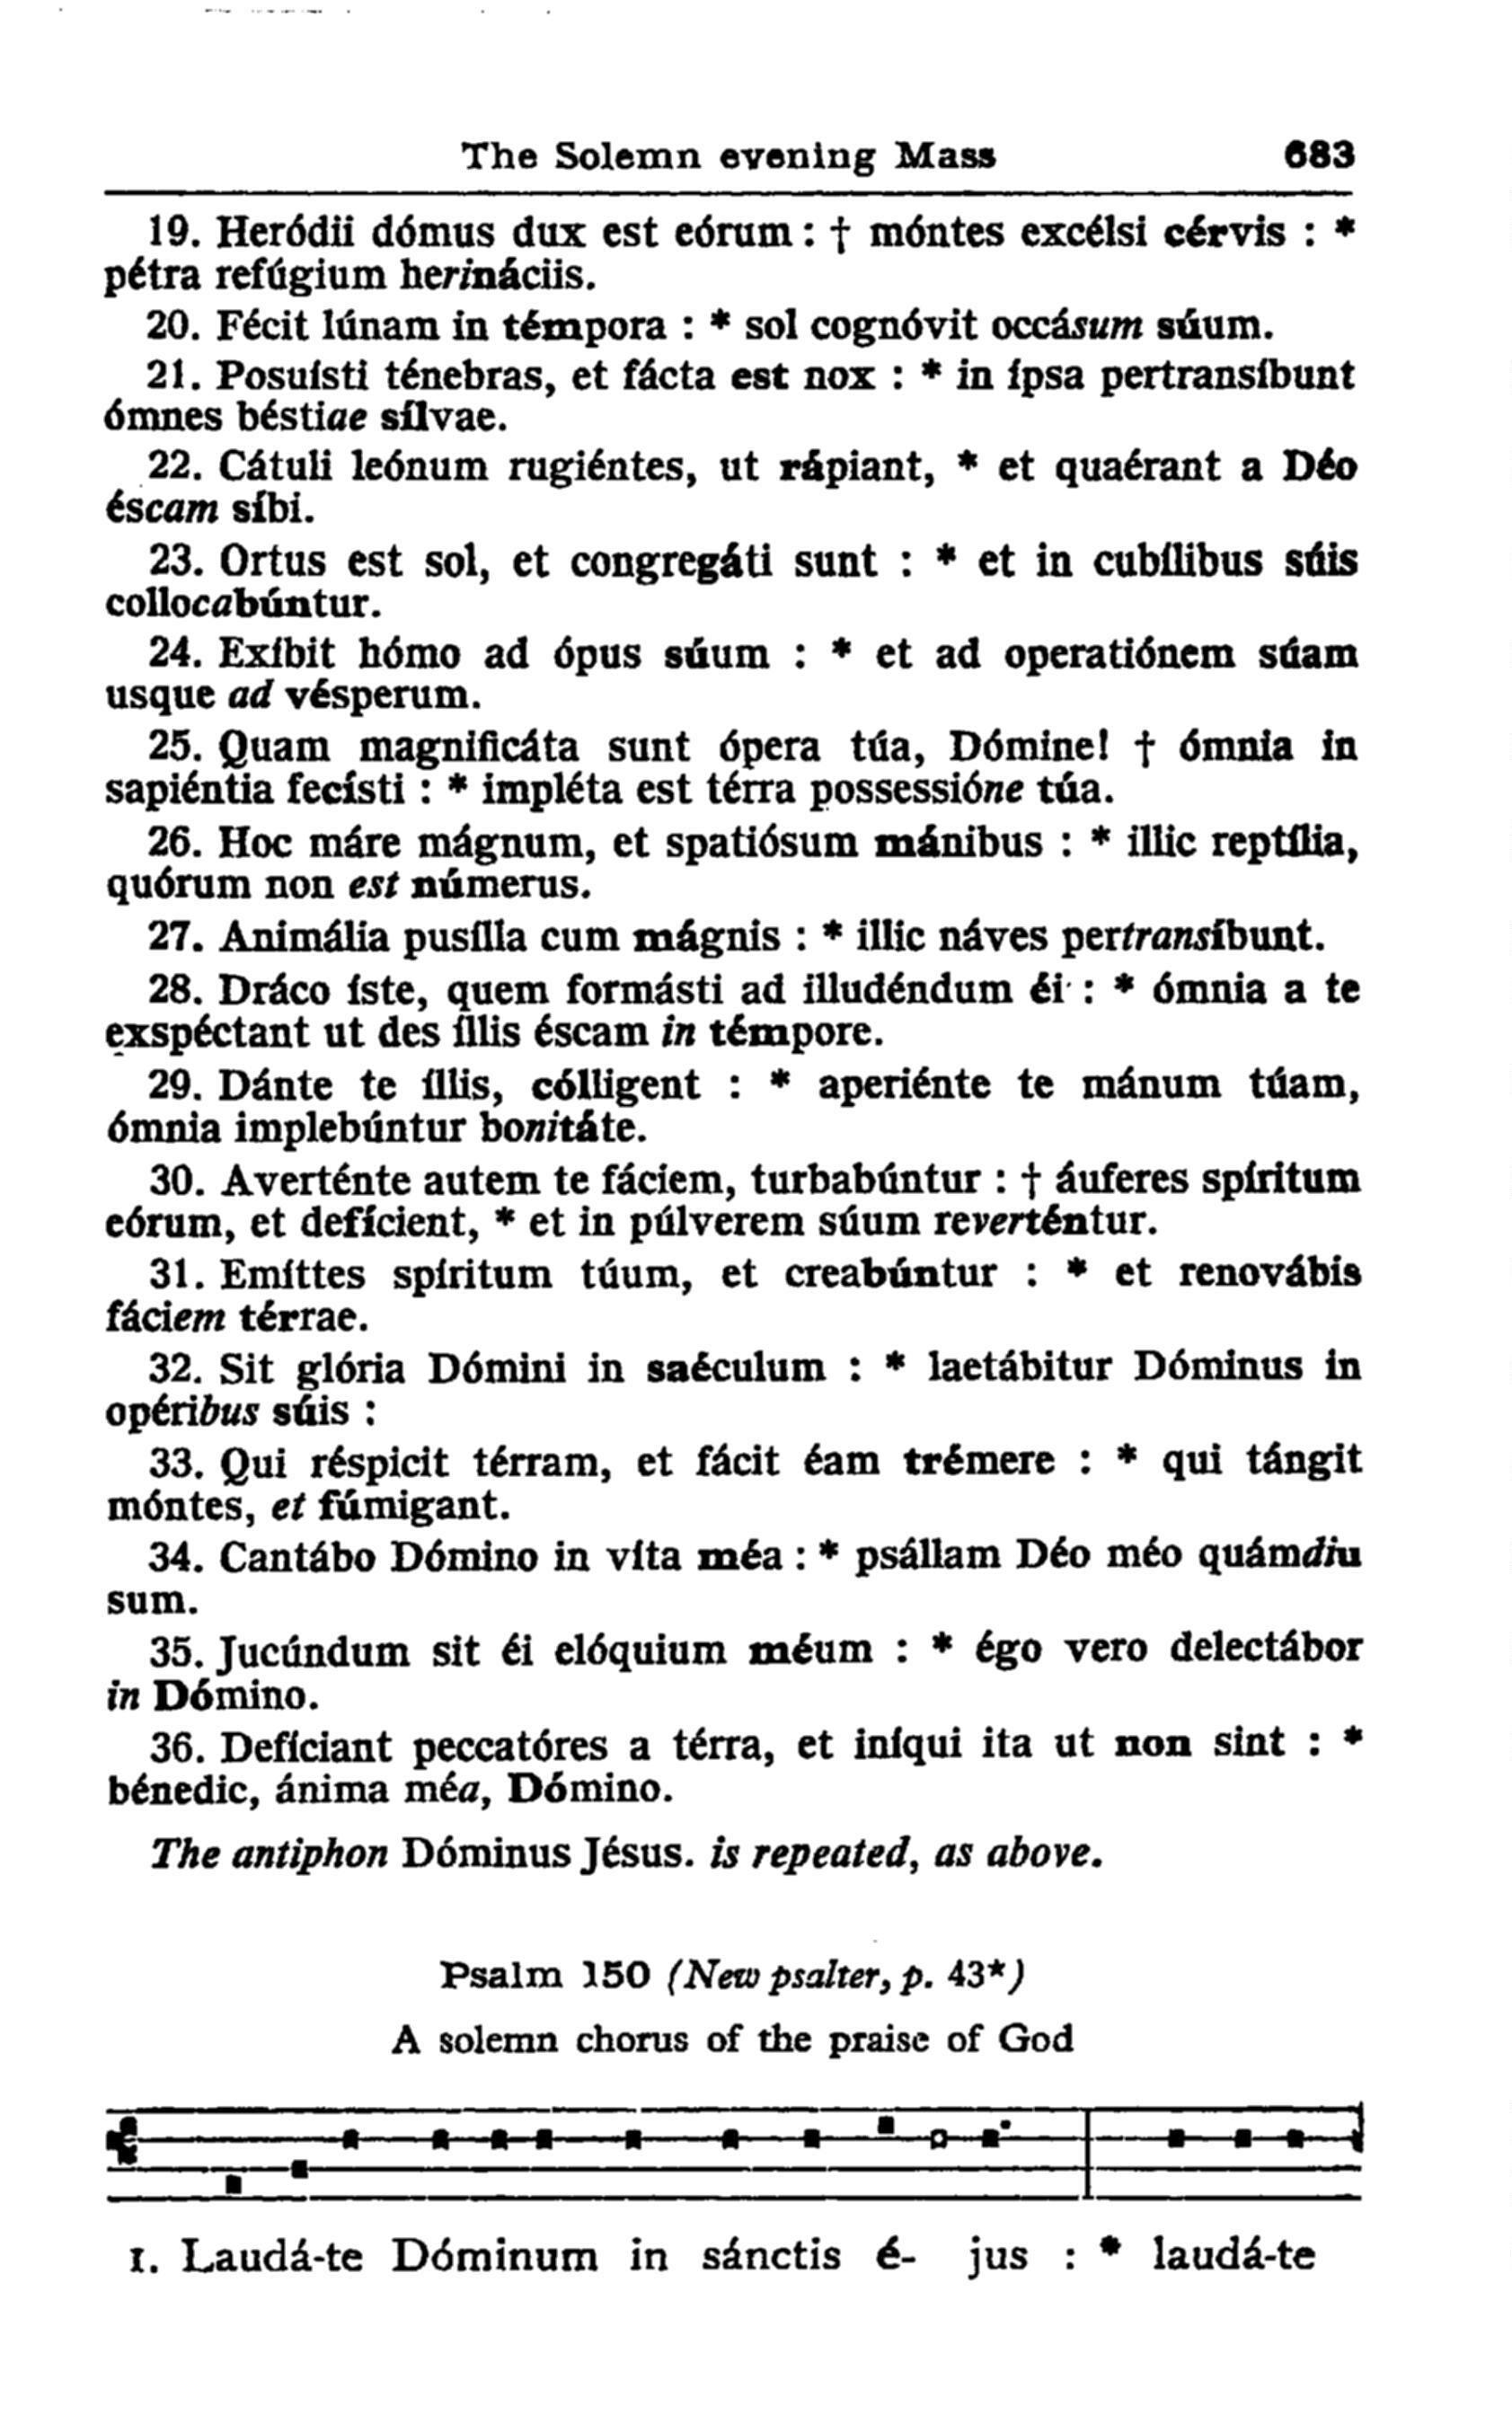 The Solemn evening Mass 683
19. Heródii dómus dux est eórum : † móntes excélsi cérvis : *
pétra refúgium herináciis.
20. Fécit lúnam in témpora : * sol cognóvit occásum súum.
21. Posuísti ténebras, et fácta est nox : * in ípsa pertransíbunt
ómnes béstiae sílvae.
22. Cátuli leónum rugiéntes, ut rápiant, * et quaérant a Déo
éscam síbi.
23. Ortus est sol, et congregáti sunt : * et in cubílibus súis
collocabúntur.
24. Exíbit hómo ad ópus súum : * et ad operatiónem súam
usque ad vésperum.
25. Quam magnificáta sunt ópera túa, Dómine! † ómnia in
sapiéntia fecísti : * impléta est térra possessióne túa.
26. Hoc máre mágnum, et spatiósum mánibus : * illic reptília,
quórum non est númerus.
27. Animália pusílla cum mágnis : * illic náves pertransíbunt.
28. Dráco íste, quem formásti ad illudéndum éi : * ómnia a te
exspéctant ut des íllis éscam in témpore.
29. Dánte te íllis, cólligent : * aperiénte te mánum túam,
ómnia implebúntur bonitáte.
30. Averténte autem te fáciem, turbabúntur : † áuferes spíritum
eórum, et defícient, * et in púlverem súum reverténtur.
31. Emíttes spíritum túum, et creabúntur : * et renovábis
fáciem térrae.
32. Sit glória Dómini in saéculum : * laetábitur Dóminus in
opéribus súis :
33. Qui réspicit térram, et fácit éam trémere : * qui tángit
móntes, et fúmigant.
34. Cantábo Dómino in víta méa : * psállam Déo méo quámdiu
sum.
35. Jucúndum sit éi elóquium méum : * égo vero delectábor
in Dómino.
36. Defíciant peccatóres a térra, et iníqui ita ut non sint : *
bénedic, ánima méa, Dómino.
The antiphon Dóminus Jésus. is repeated, as above.
Psalm 150 (New psalter, p. 43*)
A solemn chorus of the praise of God
1. Laudá-te Dóminum in sánctis é- jus : * laudá-te